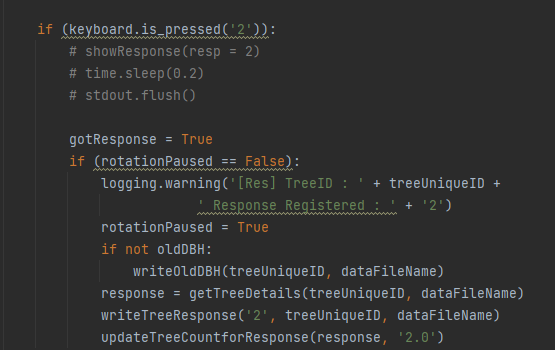 if (keyboard.is_pressed('2')):
# showResponse(resp = 2)
# time.sleep(0.2)
# stdout.flush()
gotResponse = True
if (rotationPaused == False):
logging.warning('[Res] TreeID : ' + treeUniqueID +
' Response Registered : ' + '2')
rotationPaused = True
if not oldDBH:
writeOldDBH(treeUniqueID, dataFileName)
response = getTreeDetails(treeUniqueID, dataFileName)
writeTreeResponse('2', treeUniqueID, dataFileName)
updateTreeCountforResponse(response, '2.0')